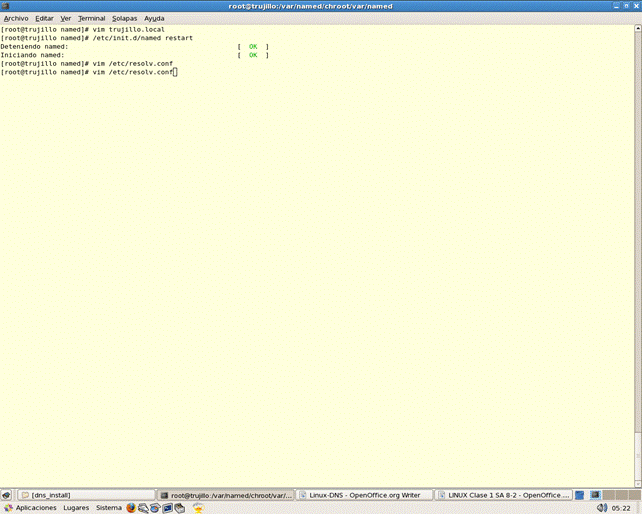 root@trujillo:/var/named/chroot/var/named
Archivo Editar Ver Terminal Solapas Ayuda
[root@trujillo named]# vim trujillo.local
[root@trujillo named]# /etc/init.d/named restart
Deteniendo named: [ OK ]
Iniciando named: [ OK ]
[root@trujillo named]# vim /etc/resolv.conf
[root@trujillo named]# vim /etc/resolv.conf
[dns_install] root@trujillo:/var/named/chroot/var/... Linux-DNS - OpenOffice.org Writer LINUX Clase 1 SA 8-2 - OpenOffice....
Aplicaciones Lugares Sistema 05:22